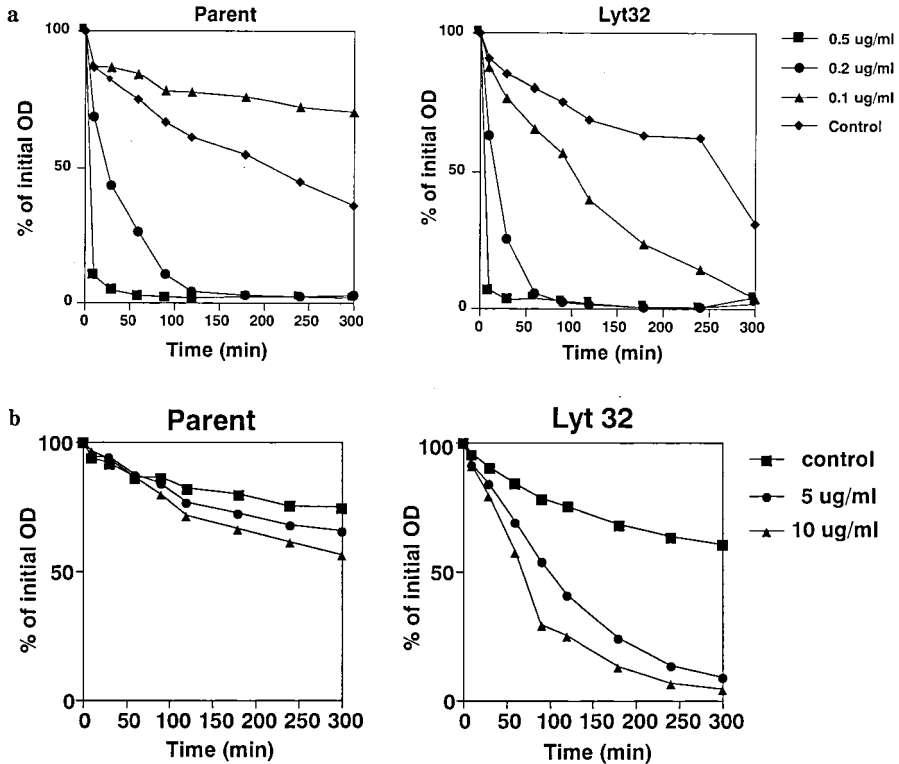 a
Parent
100
50
0
% of initial OD
0 50 100 150 200 250 300
Time (min)
Lyt32
100
50
0
% of initial OD
0 50 100 150 200 250 300
Time (min)
0.5 ug/ml
0.2 ug/ml
0.1 ug/ml
Control
b
Parent
100
50
0
% of initial OD
0 50 100 150 200 250 300
Time (min)
Lyt 32
100
50
0
% of initial OD
0 50 100 150 200 250 300
Time (min)
control
5 ug/ml
10 ug/ml